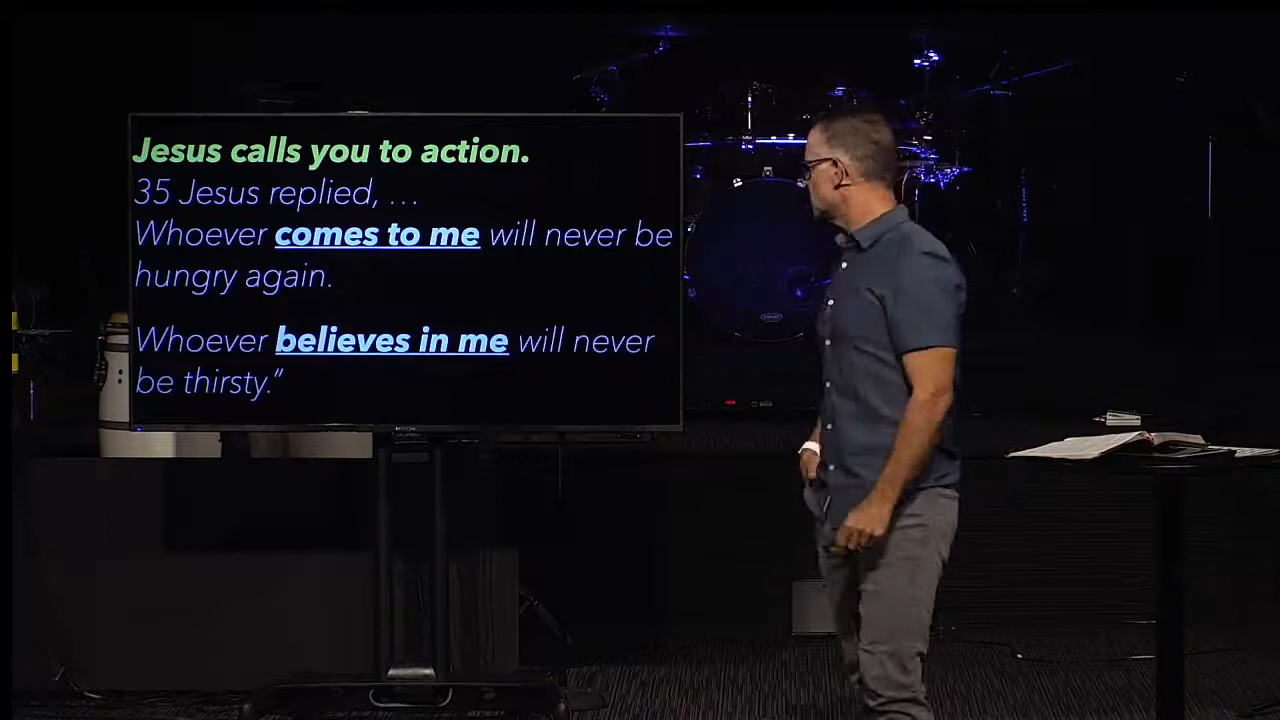 Jesus calls you to action.
35 Jesus replied, …
Whoever comes to me will never be
hungry again.
Whoever believes in me will never
be thirsty.”